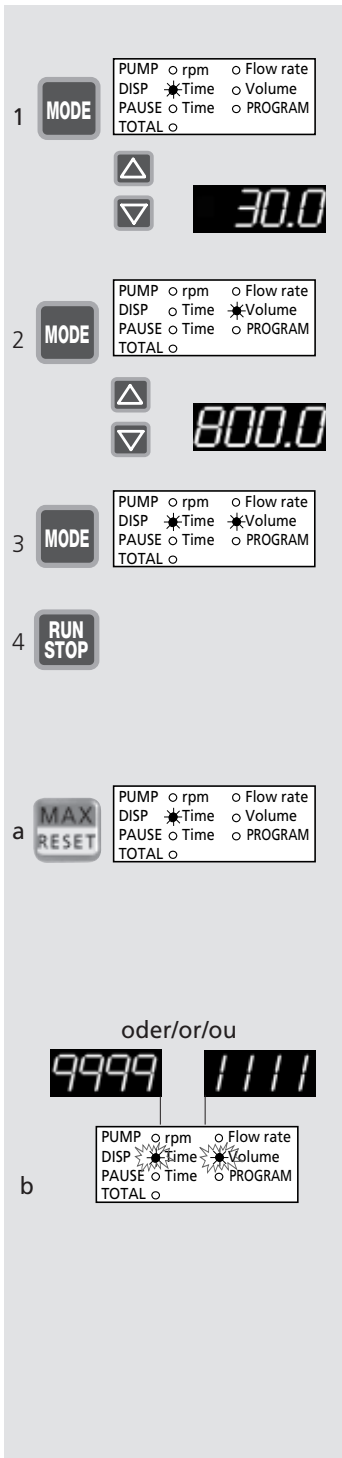 PUMP rpm Flow rate
1 MODE DISP Time Volume
PAUSE Time PROGRAM
TOTAL
30.0
PUMP rpm Flow rate
2 MODE DISP Time Volume
PAUSE Time PROGRAM
TOTAL
800.0
PUMP rpm Flow rate
3 MODE DISP Time Volume
PAUSE Time PROGRAM
TOTAL
4 RUN
STOP
PUMP rpm Flow rate
a MAX DISP Time Volume
RESET PAUSE Time PROGRAM
TOTAL
oder/or/ou
9999 1111
PUMP rpm Flow rate
DISP Time Volume
b PAUSE Time PROGRAM
TOTAL